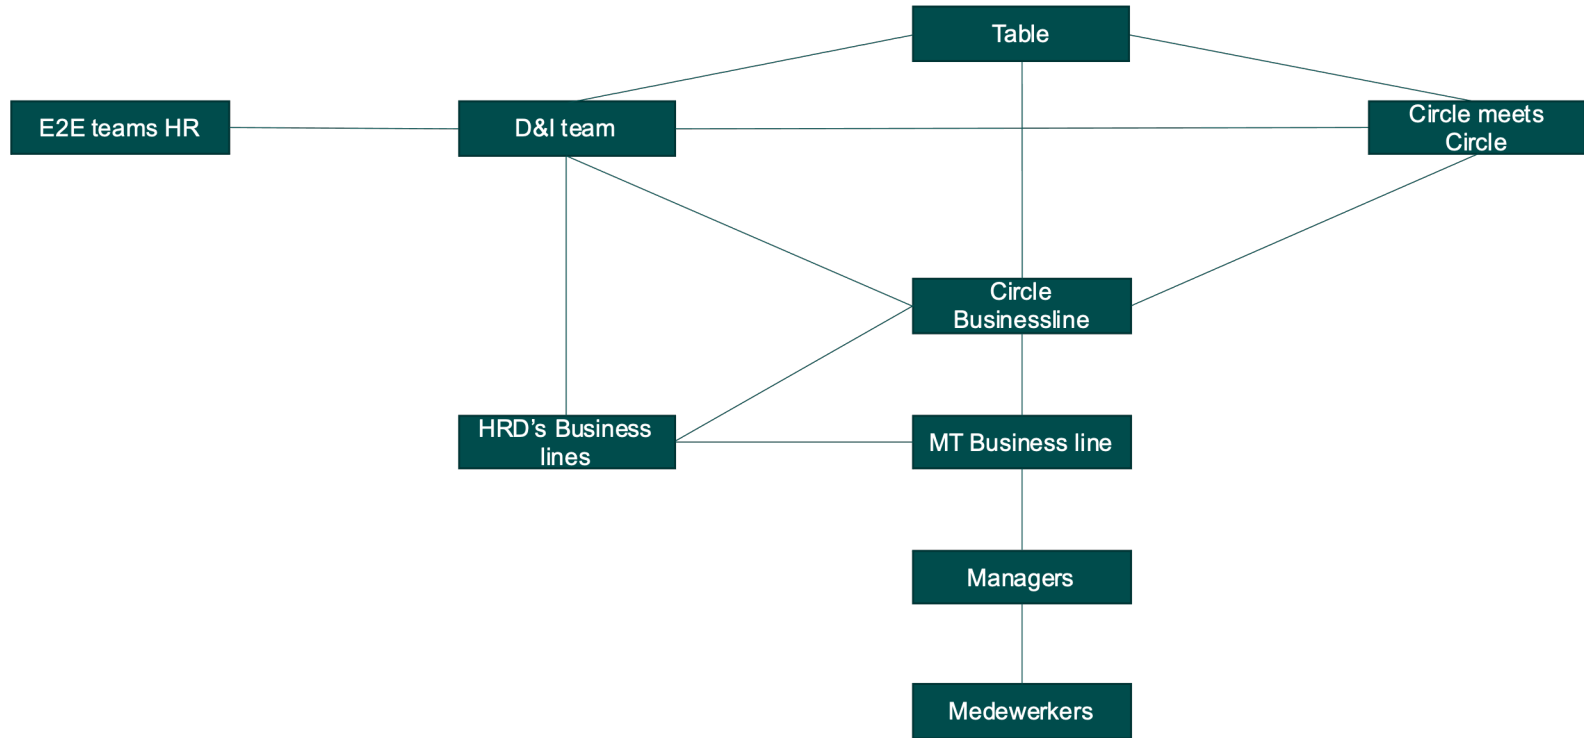 Table
E2E teams HR
D&I team
Circle meets
Circle
Circle
Businessline
HRD’s Business
lines
MT Business line
Managers
Medewerkers